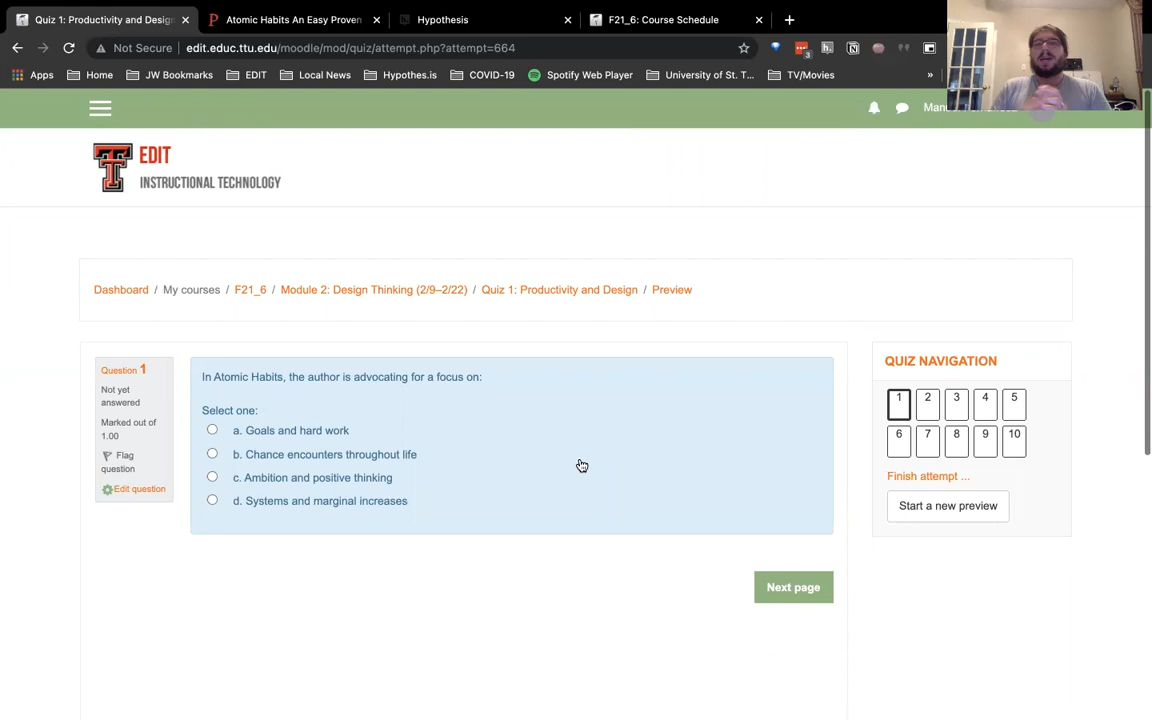 Quiz 1: Productivity and Design
Atomic Habits An Easy Proven
Hypothesis
F21_6: Course Schedule
Not Secure
edit.educ.ttu.edu/moodle/mod/quiz/attempt.php?attempt=664
3
Apps
Home
JW Bookmarks
EDIT
Local News
Hypothes.is
COVID-19
Spotify Web Player
University of St. T...
TV/Movies
»
EDIT
INSTRUCTIONAL TECHNOLOGY
Dashboard / My courses / F21_6 / Module 2: Design Thinking (2/9–2/22) / Quiz 1: Productivity and Design / Preview
Question 1
Not yet
answered
Marked out of
1.00
Flag
question
Edit question
In Atomic Habits, the author is advocating for a focus on:
Select one:
a. Goals and hard work
b. Chance encounters throughout life
c. Ambition and positive thinking
d. Systems and marginal increases
Next page
QUIZ NAVIGATION
1 2 3 4 5
6 7 8 9 10
Finish attempt ...
Start a new preview